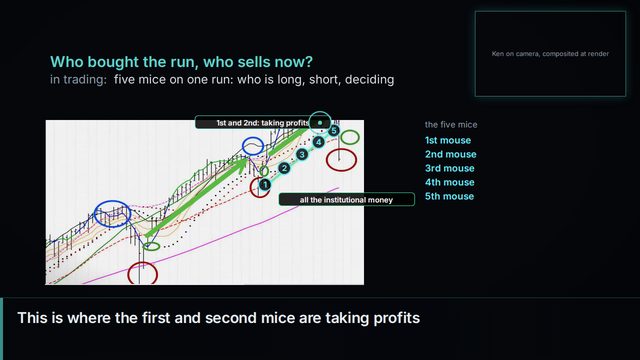 Ken on camera, composited at render
Who bought the run, who sells now?
in trading: five mice on one run: who is long, short, deciding
1st and 2nd: taking profits
the five mice
1st mouse
2nd mouse
3rd mouse
4th mouse
5th mouse
5
4
3
2
1
all the institutional money
This is where the first and second mice are taking profits